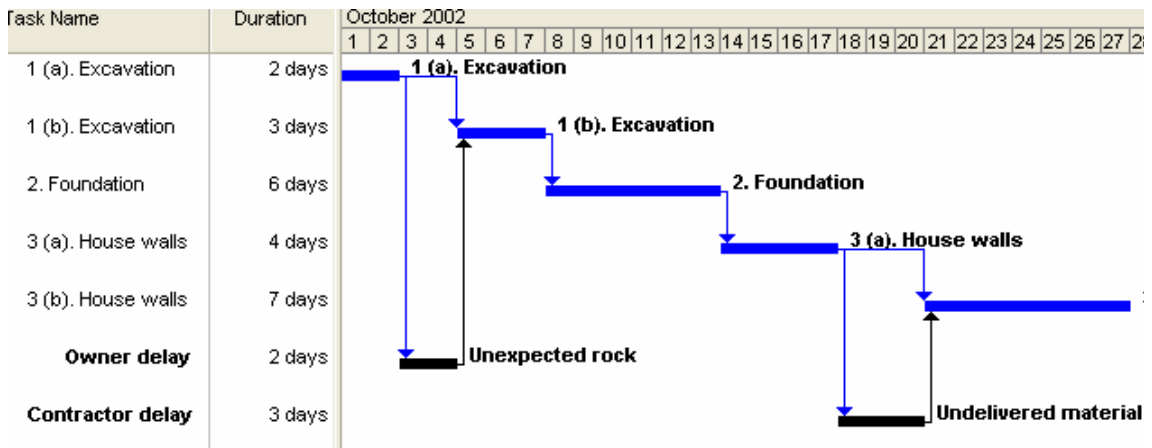 Task Name Duration October 2002
1 2 3 4 5 6 7 8 9 10 11 12 13 14 15 16 17 18 19 20 21 22 23 24 25 26 27
1 (a). Excavation 2 days 1 (a). Excavation
1 (b). Excavation 3 days 1 (b). Excavation
2. Foundation 6 days 2. Foundation
3 (a). House walls 4 days 3 (a). House walls
3 (b). House walls 7 days
Owner delay 2 days Unexpected rock
Contractor delay 3 days Undelivered material